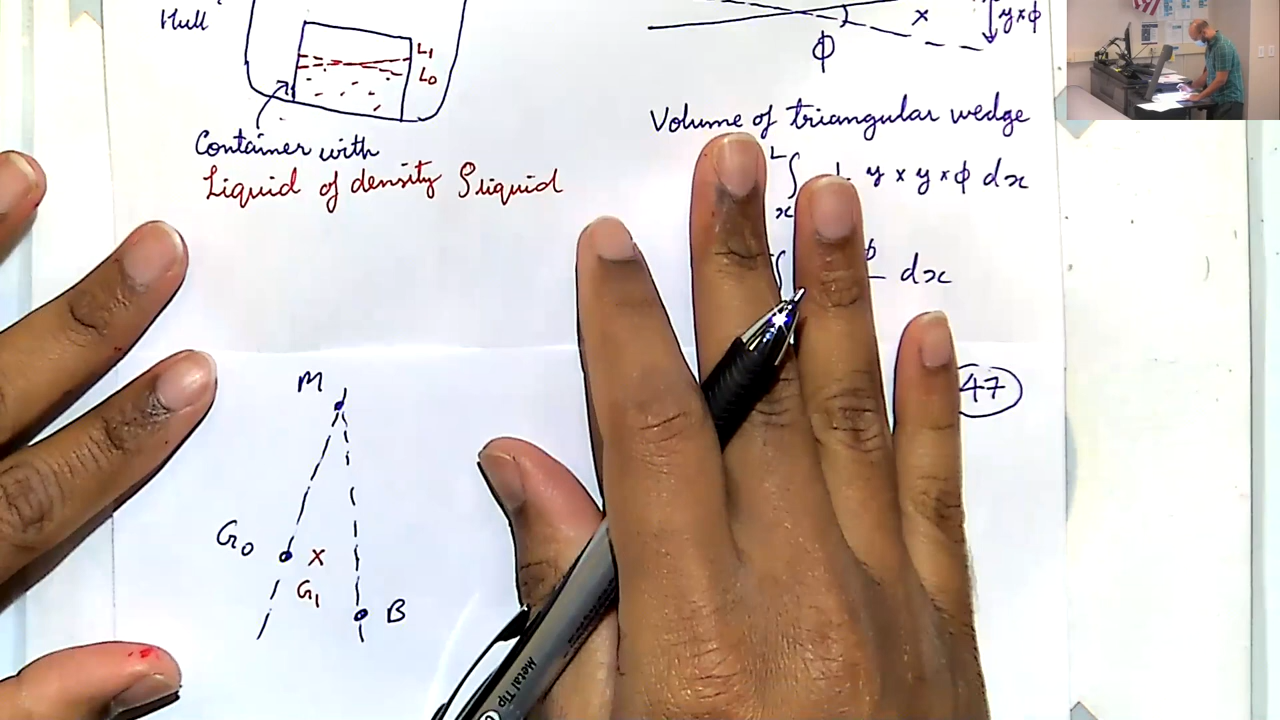 Hull
L1
L0
Container with
Liquid of density ρliquid
ϕ
x
y×ϕ
Volume of triangular wedge
L
∫ y × y × ϕ dx
x
∫ dx
47
M
G0
G1
B
Metal Tip